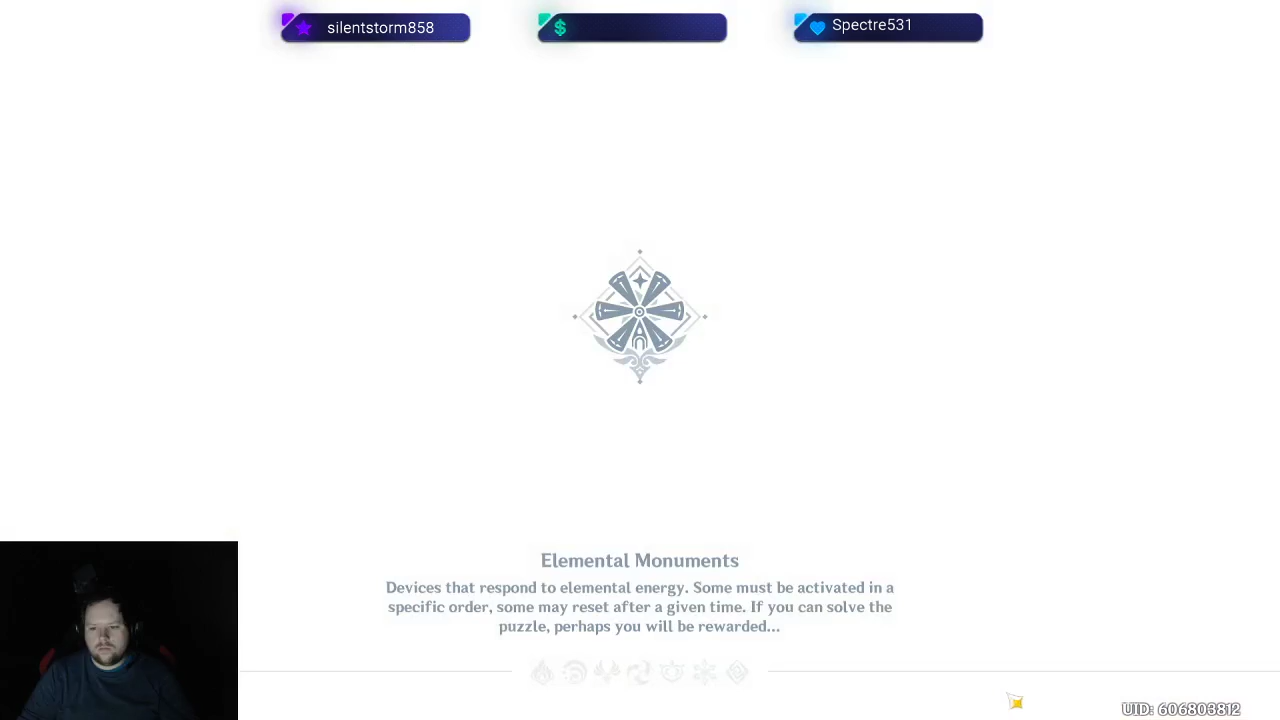 silentstorm858
$
Spectre531
Elemental Monuments
Devices that respond to elemental energy. Some must be activated in a
specific order, some may reset after a given time. If you can solve the
puzzle, perhaps you will be rewarded...
UID: 606803812